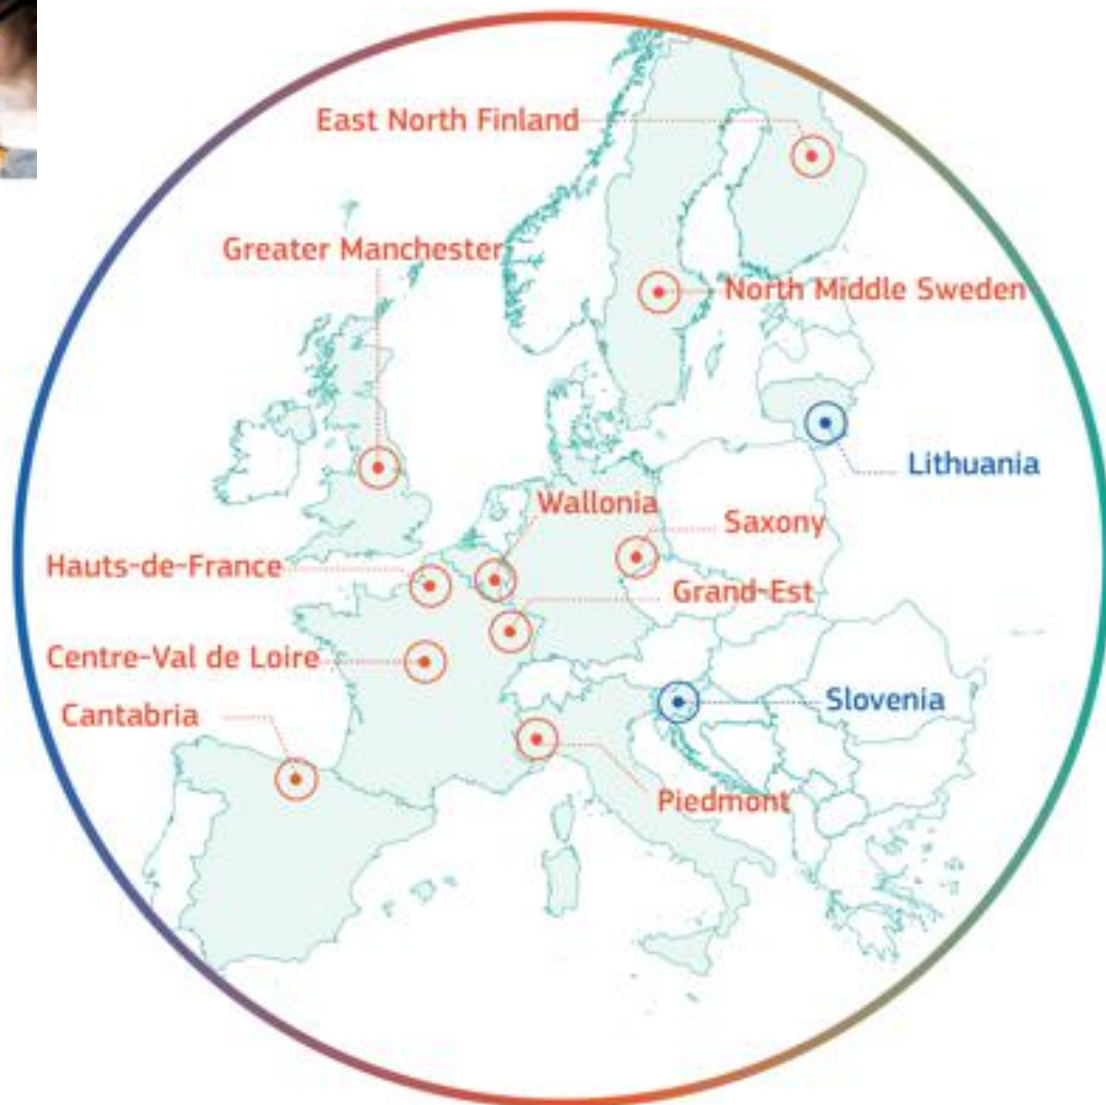 East North Finland
Greater Manchester
North Middle Sweden
Lithuania
Wallonia
Saxony
Hauts-de-France
Grand-Est
Centre-Val de Loire
Slovenia
Cantabria
Piedmont